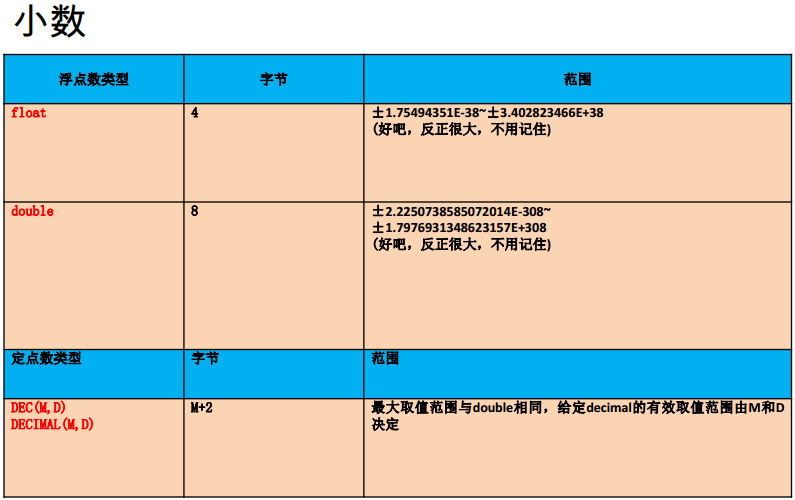 小数
浮点数类型 字节 范围
float 4 ±1.75494351E-38~±3.402823466E+38
(好吧，反正很大，不用记住)
double 8 ±2.2250738585072014E-308~
±1.7976931348623157E+308
(好吧，反正很大，不用记住)
定点数类型 字节 范围
DEC(M,D) M+2 最大取值范围与double相同，给定decimal的有效取值范围由M和D
DECIMAL(M,D) 决定